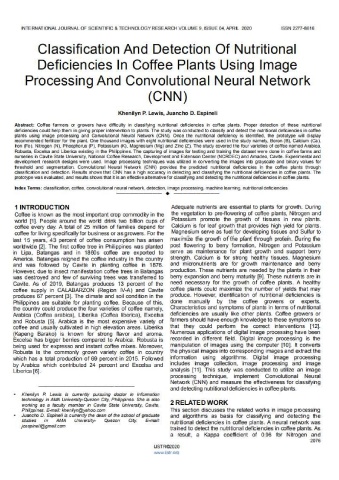 INTERNATIONAL JOURNAL OF SCIENTIFIC & TECHNOLOGY RESEARCH VOLUME 9, ISSUE 04, APRIL 2020 ISSN 2277-8616
Classification And Detection Of Nutritional
Deficiencies In Coffee Plants Using Image
Processing And Convolutional Neural Network
(CNN)
Khenilyn P. Lewis, Juancho D. Espineli
Abstract: Coffee farmers or growers have difficulty in classifying nutritional deficiencies in coffee plants. Proper detection of these nutritional
deficiencies could help them in giving proper intervention to plants. The study was conducted to classify and detect the nutritional deficiencies in coffee
plants using image processing and Convolutional Neural Network (CNN). Once the nutritional deficiency is identified, the prototype will display
recommended fertilizer for the plant. One thousand images with eight nutritional deficiencies were used in the study namely, Boron (B), Calcium (Ca),
Iron (Fe), Nitrogen (N), Phosphorus (P), Potassium (K), Magnesium (Mg) and Zinc (Z). The study covered the four varieties of coffee named Arabica,
Robusta, Excelsa and Liberica existing in the Philippines. The capturing of images for testing and training the dataset were done in coffee farms and
nurseries in Cavite State University, National Coffee Research, Development and Extension Center (NCRDEC) and Amadeo, Cavite. Experimental and
development research designs were used. Image processing techniques was utilized in converting the images into grayscale and binary values for
threshold and segmentation. Convolutional Neural Network (CNN) provides the predicted nutritional deficiencies in the coffee plants through
classification and detection. Results shows that CNN has a high accuracy in detecting and classifying the nutritional deficiencies in coffee plants. The
prototype was evaluated, and results shows that it is an effective alternative for classifying and detecting the nutritional deficiencies in coffee plants.
Index Terms: classification, coffee, convolutional neural network, detection, image processing, machine learning, nutritional deficiencies
1 INTRODUCTION
Coffee is known as the most important crop commodity in the
world [1]. People around the world drink two billion cups of
coffee every day. A total of 25 million of families depend for
coffee for living specifically for business or as growers. For the
last 15 years, 43 percent of coffee consumption has arisen
worldwide [2]. The first coffee tree in Philippines was planted
in Lipa, Batangas and in 1860s coffee are exported to
America. Batangas reigned the coffee industry in the country
and was followed by Cavite in planting coffee in 1876.
However, due to insect manifestation coffee trees in Batangas
was destroyed and few of surviving trees was transferred to
Cavite. As of 2019, Batangas produces 13 percent of the
coffee supply in CALABARZON (Region IV-A) and Cavite
produces 67 percent [3]. The climate and soil condition in the
Philippines are suitable for planting coffee. Because of this,
the country could produce the four varieties of coffee namely,
Arabica (Coffea arabica), Liberika (Coffea liberica), Excelsa
and Robusta [5]. Arabica is the most expensive variety of
coffee and usually cultivated in high elevation areas. Liberika
(Kapeng Barako) is known for strong flavor and aroma.
Excelsa has bigger berries compared to Arabica. Robusta is
being used for espresso and instant coffee mixes. Moreover,
Robusta is the commonly grown variety coffee in country
which has a total production of 69 percent in 2015. Followed
by Arabica which contributed 24 percent and Excelsa and
Liberica [6].
• Khenilyn P. Lewis is currently pursuing doctor in information
technology in AMA University-Quezon City, Philippines. She is also
working as a faculty member in Cavite State University, Cavite,
Philippines. E-mail: khenilyn@yahoo.com
• Juancho D. Espineli is currently the dean of the school of graduate
studies in AMA University- Quezon City. E-mail:
jdespineli@gmail.com
Adequate nutrients are essential to plants for growth. During
the vegetation to pre-flowering of coffee plants, Nitrogen and
Potassium promote the growth of tissues in new plants.
Calcium is for leaf growth that provides high yield for plants.
Magnesium serve as fuel for developing tissues and Sulfur to
maximize the growth of the plant through protein. During the
post flowering to berry formation, Nitrogen and Potassium
serve as maintenance for plant growth and support berry
strength. Calcium is for strong healthy tissues. Magnesium
and micronutrients are for growth maintenance and berry
production. These nutrients are needed by the plants in their
berry expansion and berry maturity [9]. These nutrients are in
need necessary for the growth of coffee plants. A healthy
coffee plants could maximize the number of yields that may
produce. However, identification of nutritional deficiencies is
done manually by the coffee growers or experts.
Characteristics and symptoms of plants in terms of nutritional
deficiencies are usually like other plants. Coffee growers or
farmers should have enough knowledge to these symptoms so
that they could perform the correct interventions [10].
Numerous applications of digital image processing have been
recorded in different field. Digital image processing is the
manipulation of images using the computer [10]. It converts
the physical images into corresponding images and extract the
information using algorithms. Digital image processing
includes image collection, image processing and image
analysis [11]. This study was conducted to utilize an image
processing technique, implement Convolutional Neural
Network (CNN) and measure the effectiveness for classifying
and detecting nutritional deficiencies in coffee plants.
2 RELATED WORK
This section discusses the related works in image processing
and algorithms as basis for classifying and detecting the
nutritional deficiencies in coffee plants. A neural network was
trained to detect the nutritional deficiencies in coffee plants. As
a result, a Kappa coefficient of 0.96 for Nitrogen and
2076
IJSTR©2020
www.ijstr.org